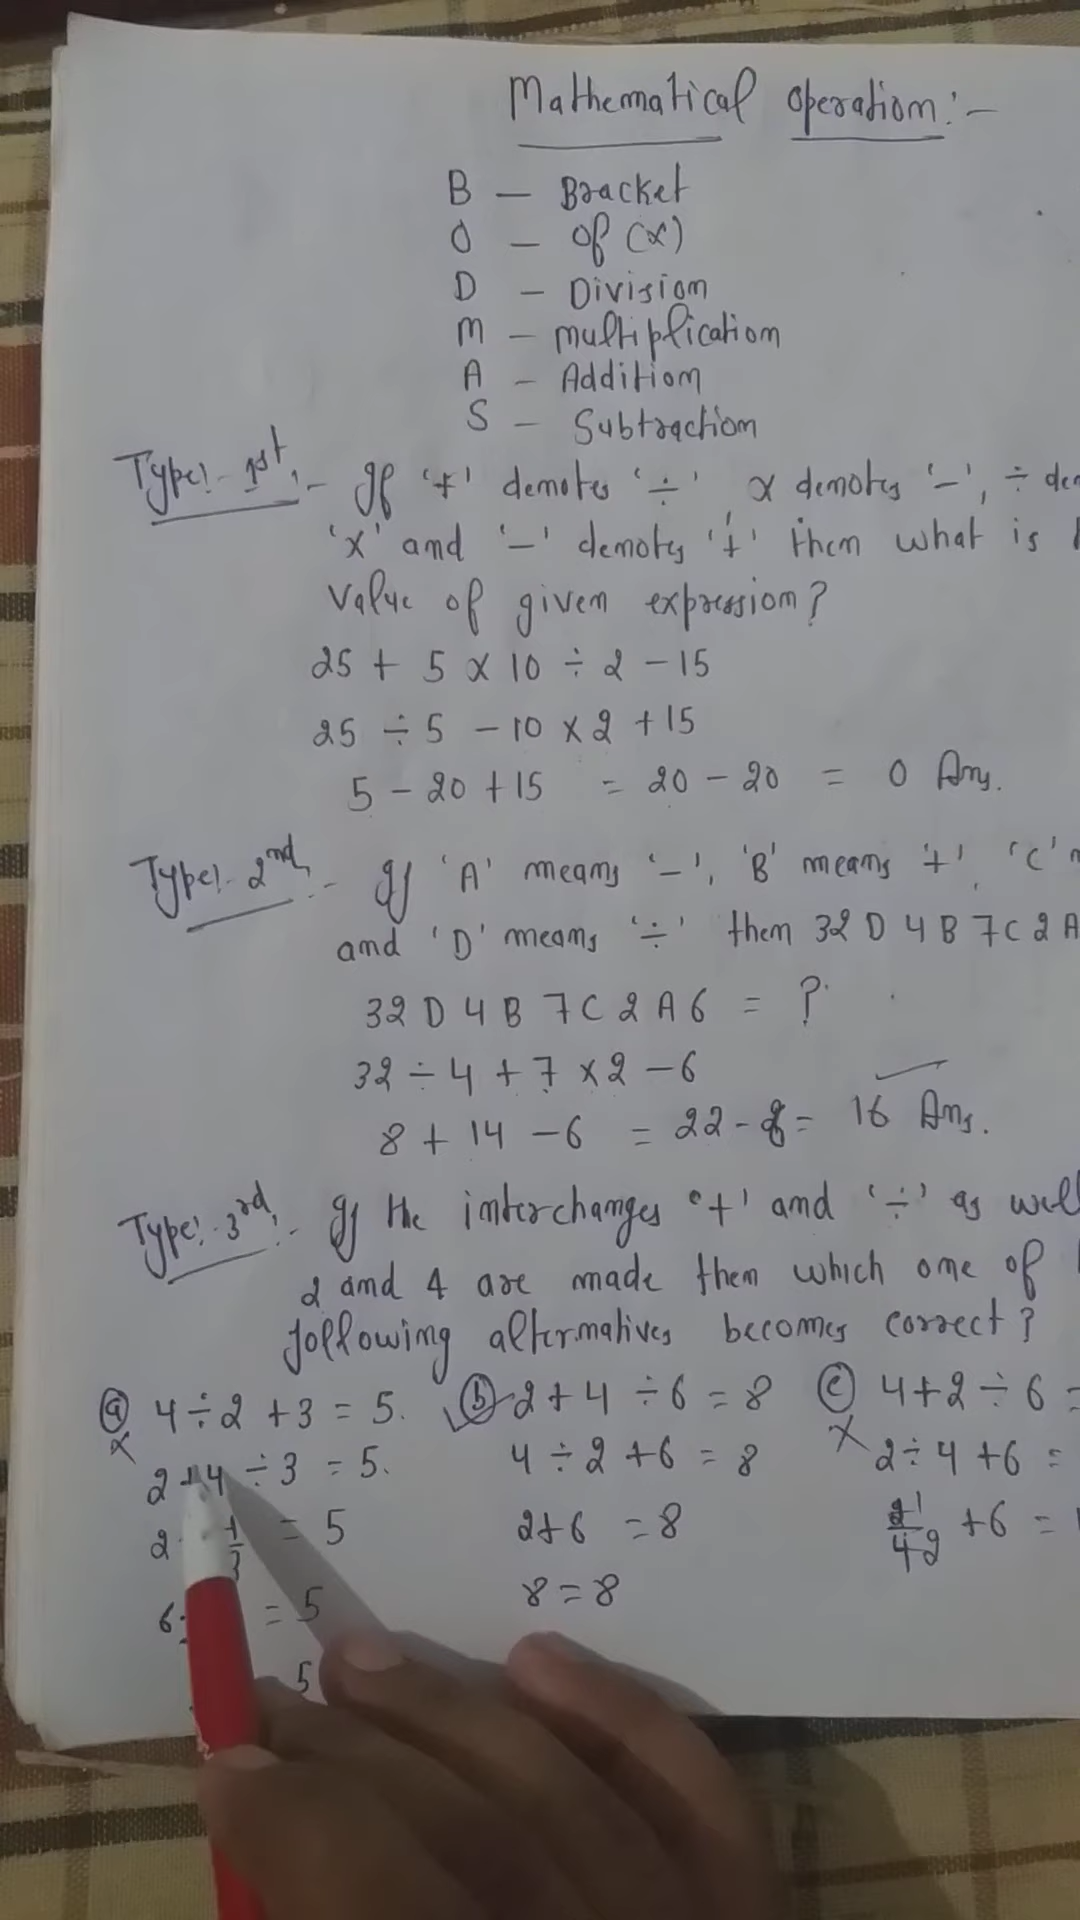 Mathematical operation:-
B - Bracket
O - Of (x)
D - Division
M - Multiplication
A - Addition
S - Subtraction
Type:- 1st:- If '+' denotes '÷' x denotes '-', ÷
'x' and '-' denotes '+' then what is
value of given expression?
25 + 5 x 10 ÷ 2 - 15
25 ÷ 5 - 10 x 2 + 15
5 - 20 + 15 = 20 - 20 = 0 Ans.
Type:- 2nd:- If 'A' means '-', 'B' means '+', 'C'
and 'D' means '÷' then 32 D 4 B 7 C 2 A
32 D 4 B 7 C 2 A 6 = ?
32 ÷ 4 + 7 x 2 - 6
8 + 14 - 6 = 22 - 6 = 16 Ans.
Type:- 3rd:- If the interchanges '+' and '÷' as
2 and 4 are made then which one of
following alternatives becomes correct?
(a) 4 ÷ 2 + 3 = 5. (b) 2 + 4 ÷ 6 = 8 (c) 4 + 2 ÷ 6 =
x 2 + 4 ÷ 3 = 5. 4 ÷ 2 + 6 = 8 x 2 ÷ 4 + 6 =
2 = 5 2 + 6 = 8 2 1/4 2 + 6 =
6 = 5 8 = 8
5